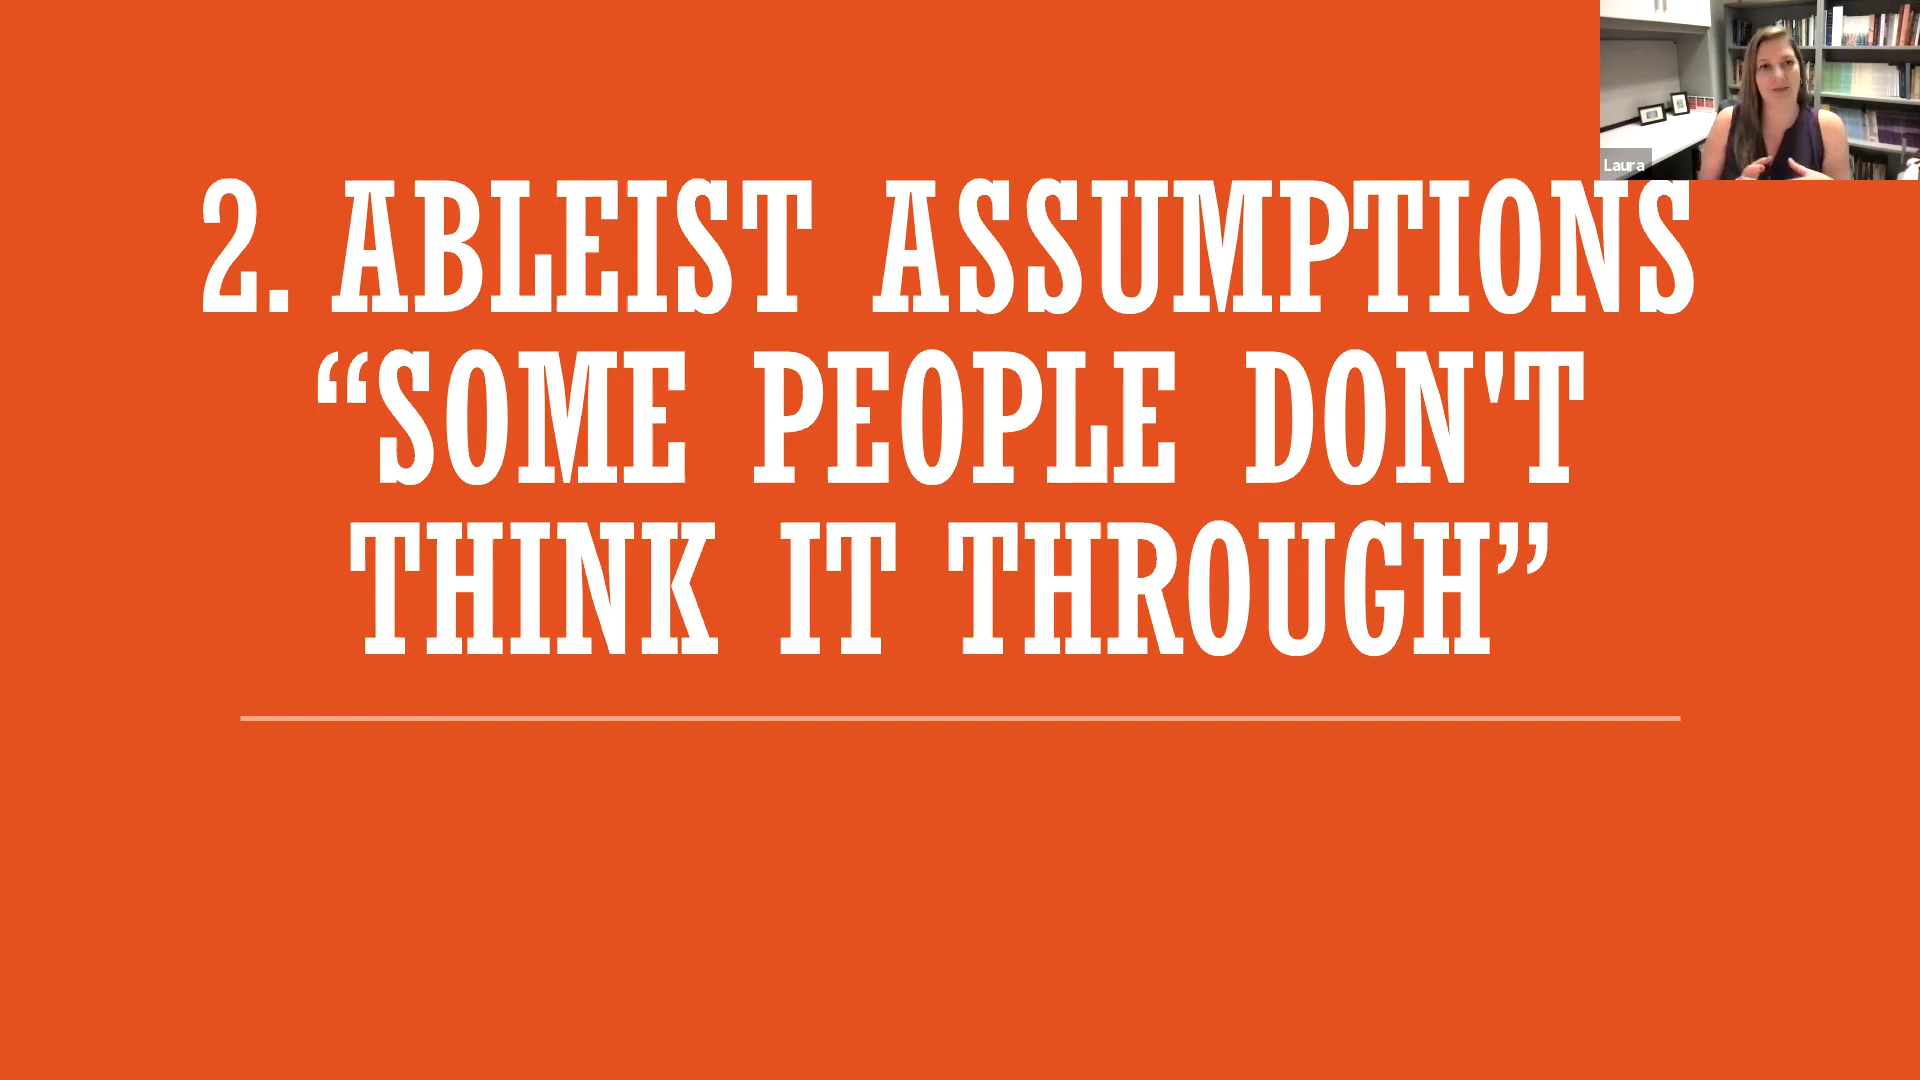 Laura
2. ABLEIST ASSUMPTIONS
“SOME PEOPLE DON'T
THINK IT THROUGH”